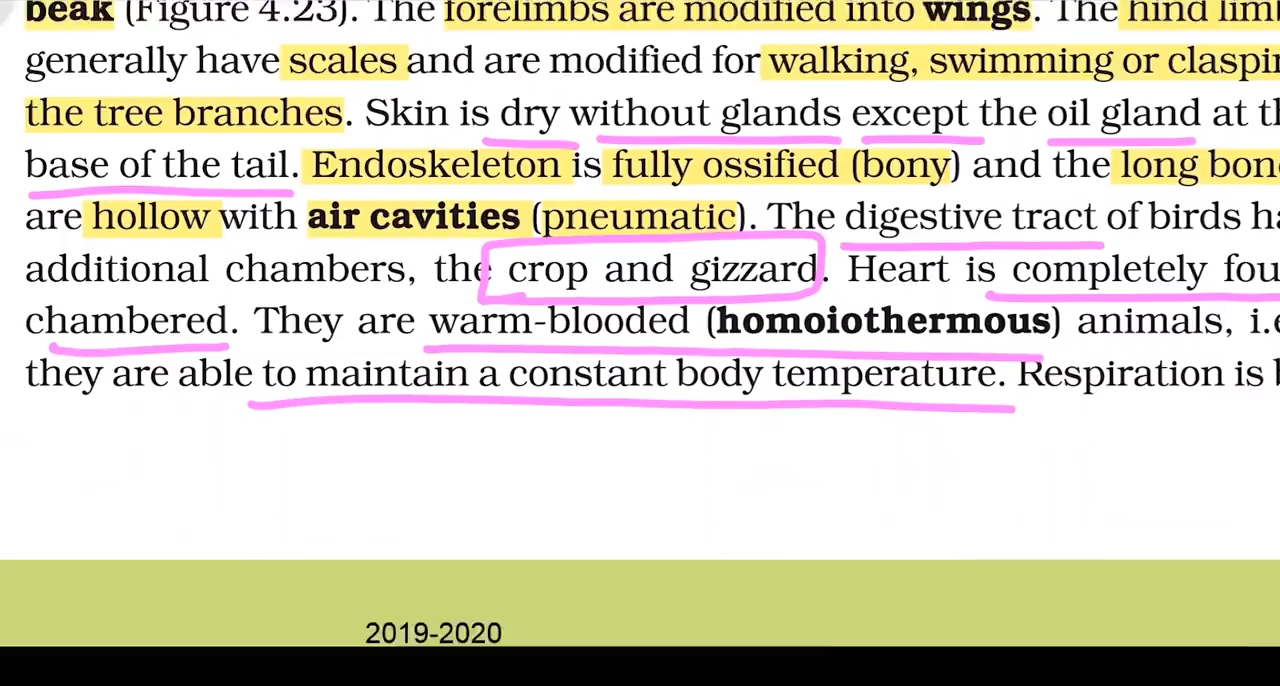 beak (Figure 4.23). The forelimbs are modified into wings. The hind lim
generally have scales and are modified for walking, swimming or claspin
the tree branches. Skin is dry without glands except the oil gland at th
base of the tail. Endoskeleton is fully ossified (bony) and the long bon
are hollow with air cavities (pneumatic). The digestive tract of birds ha
additional chambers, the crop and gizzard. Heart is completely fou
chambered. They are warm-blooded (homoiothermous) animals, i.e
they are able to maintain a constant body temperature. Respiration is b
2019-2020